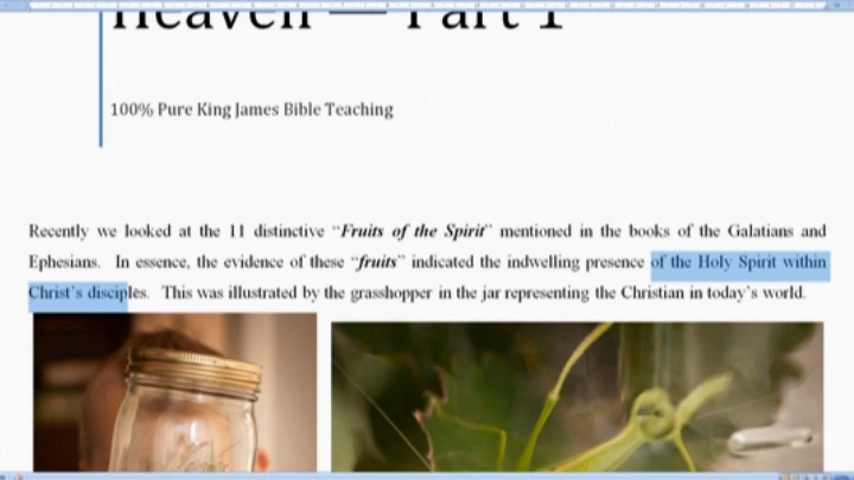 Heaven — Part 1
100% Pure King James Bible Teaching
Recently we looked at the 11 distinctive “Fruits of the Spirit” mentioned in the books of the Galatians and
Ephesians. In essence, the evidence of these “fruits” indicated the indwelling presence of the Holy Spirit within
Christ’s disciples. This was illustrated by the grasshopper in the jar representing the Christian in today’s world.